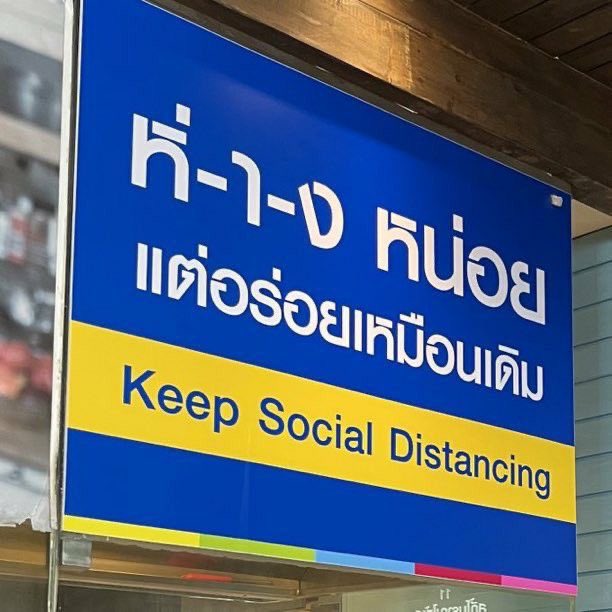 ห่-า-ง หน่อย
แต่อร่อยเหมือนเดิม
Keep Social Distancing
11